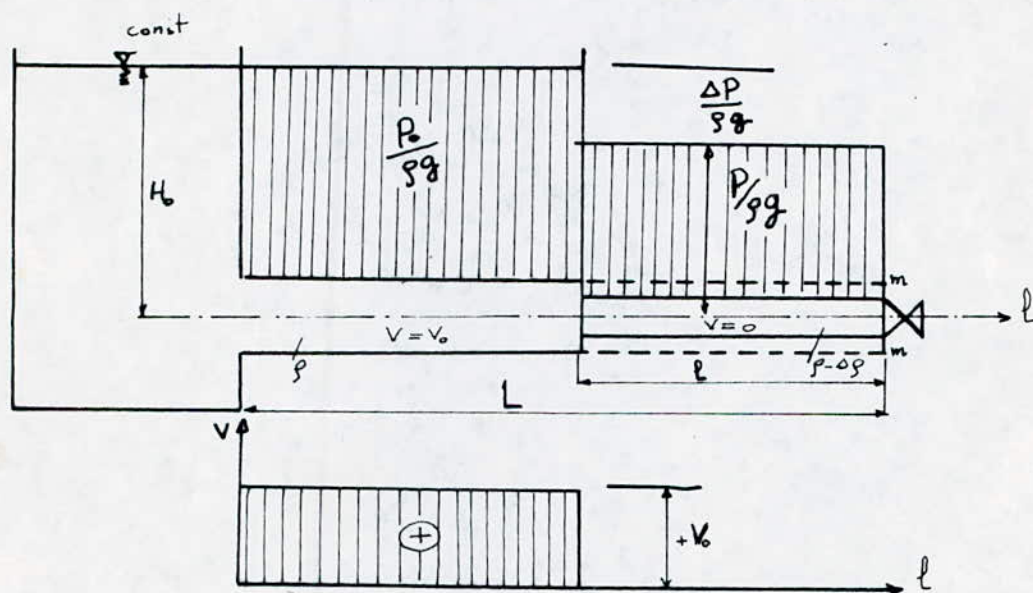 const
ΔP
ρg
P₀
ρg
H₀
P/ρg
m
V = V₀
V = 0
l
ρ
l
ρ-Δρ
m
L
V
+
+V₀
l